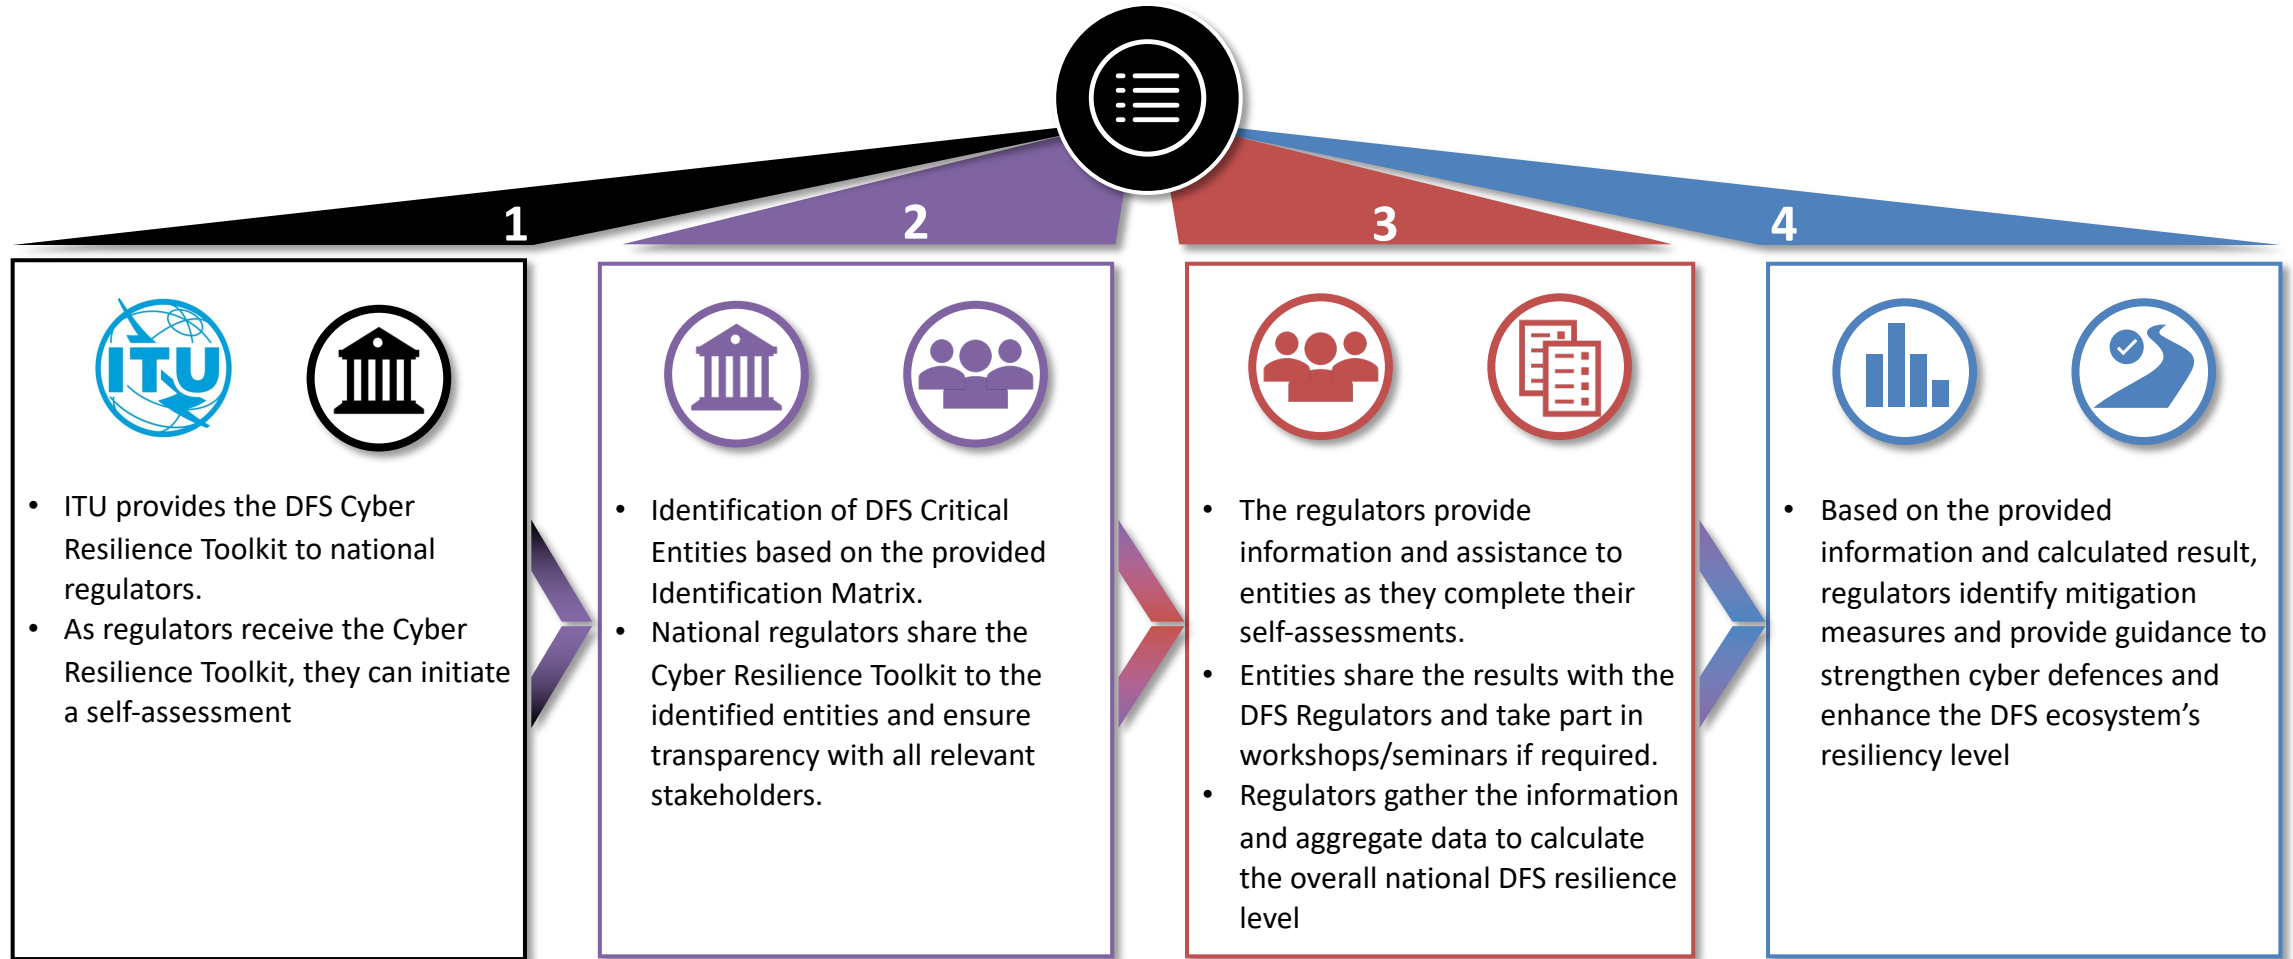 1
2
3
4
ITU
• ITU provides the DFS Cyber
Resilience Toolkit to national
regulators.
• As regulators receive the Cyber
Resilience Toolkit, they can initiate
a self-assessment
• Identification of DFS Critical
Entities based on the provided
Identification Matrix.
• National regulators share the
Cyber Resilience Toolkit to the
identified entities and ensure
transparency with all relevant
stakeholders.
• The regulators provide
information and assistance to
entities as they complete their
self-assessments.
• Entities share the results with the
DFS Regulators and take part in
workshops/seminars if required.
• Regulators gather the information
and aggregate data to calculate
the overall national DFS resilience
level
• Based on the provided
information and calculated result,
regulators identify mitigation
measures and provide guidance to
strengthen cyber defences and
enhance the DFS ecosystem’s
resiliency level